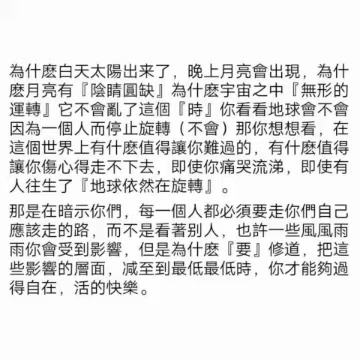 為什麽白天太陽出來了，晚上月亮會出現，為什
麽月亮有『陰晴圓缺』為什麽宇宙之中『無形的
運轉』它不會亂了這個『時』你看看地球會不會
因為一個人而停止旋轉（不會）那你想想看，在
這個世界上有什麽值得讓你難過的，有什麽值得
讓你傷心得走不下去，即使你痛哭流涕，即使有
人往生了『地球依然在旋轉』。
那是在暗示你們，每一個人都必須要走你們自己
應該走的路，而不是看著别人，也許一些風風雨
雨你會受到影響，但是為什麽『要』修道，把這
些影響的層面，减至到最低最低時，你才能夠過
得自在，活的快樂。